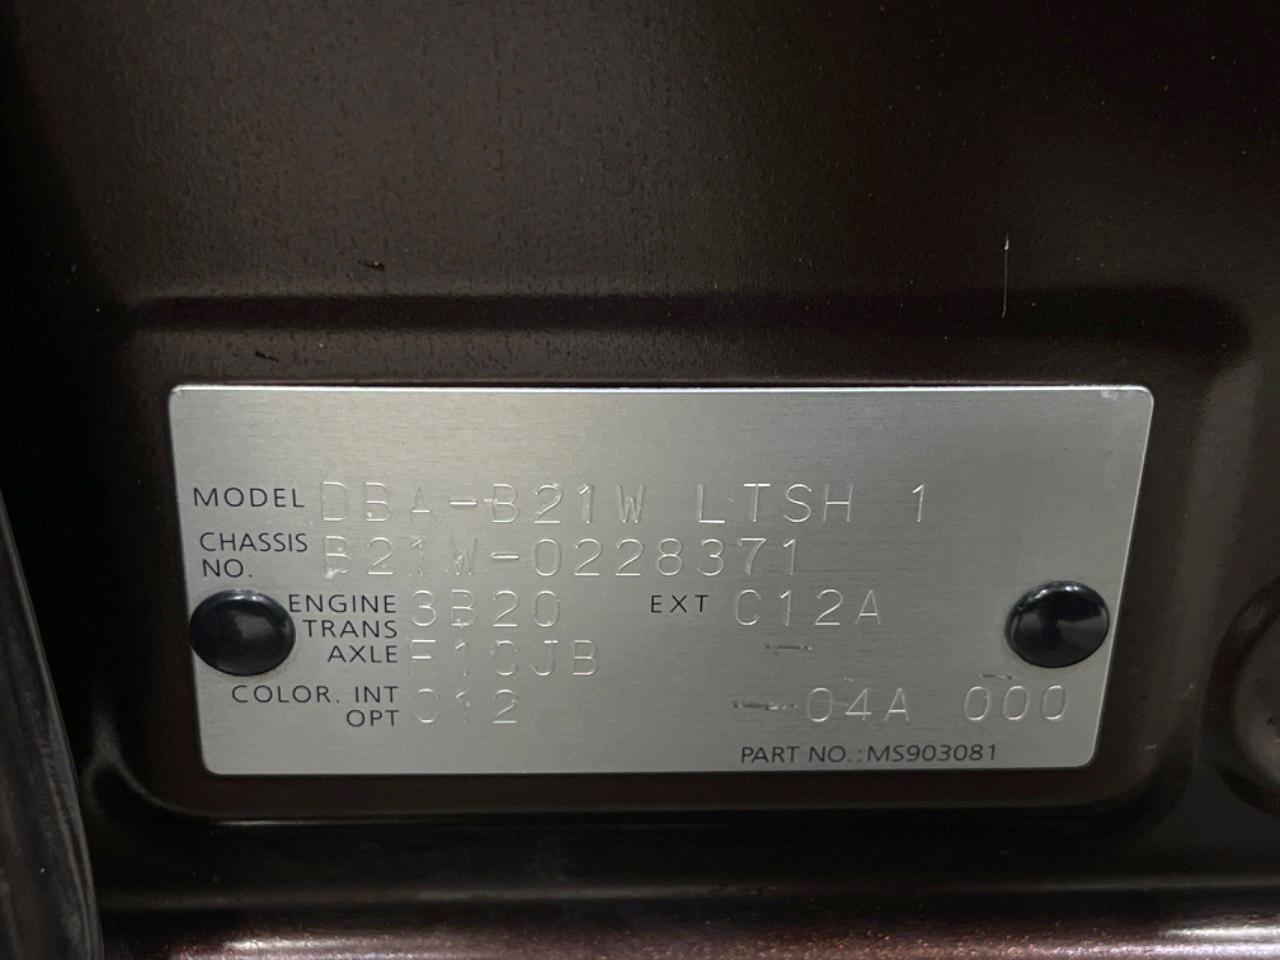 MODEL DBA-B21W LTSH 1
CHASSIS NO. B21W-0228371
ENGINE 3B20 EXT C12A
TRANS AXLE F1CJB
COLOR. INT OPT C12 04A 000
PART NO.: MS903081